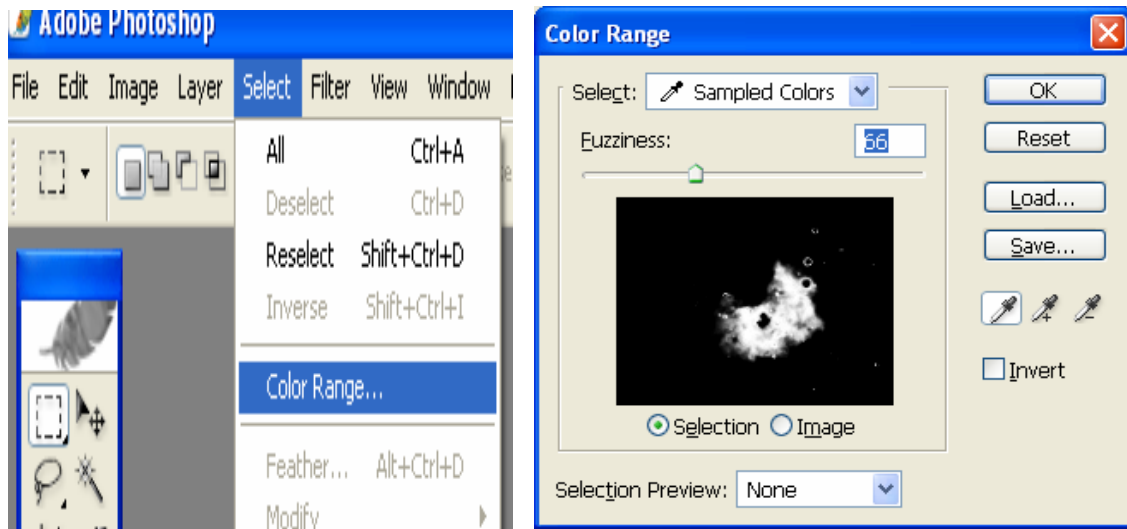 Adobe Photoshop
File Edit Image Layer Select Filter View Window
All Ctrl+A
Deselect Ctrl+D
Reselect Shift+Ctrl+D
Inverse Shift+Ctrl+I
Color Range...
Feather... Alt+Ctrl+D
Modify
Color Range
Select: Sampled Colors
Fuzziness: 66
Selection Image
Selection Preview: None
OK
Reset
Load...
Save...
Invert